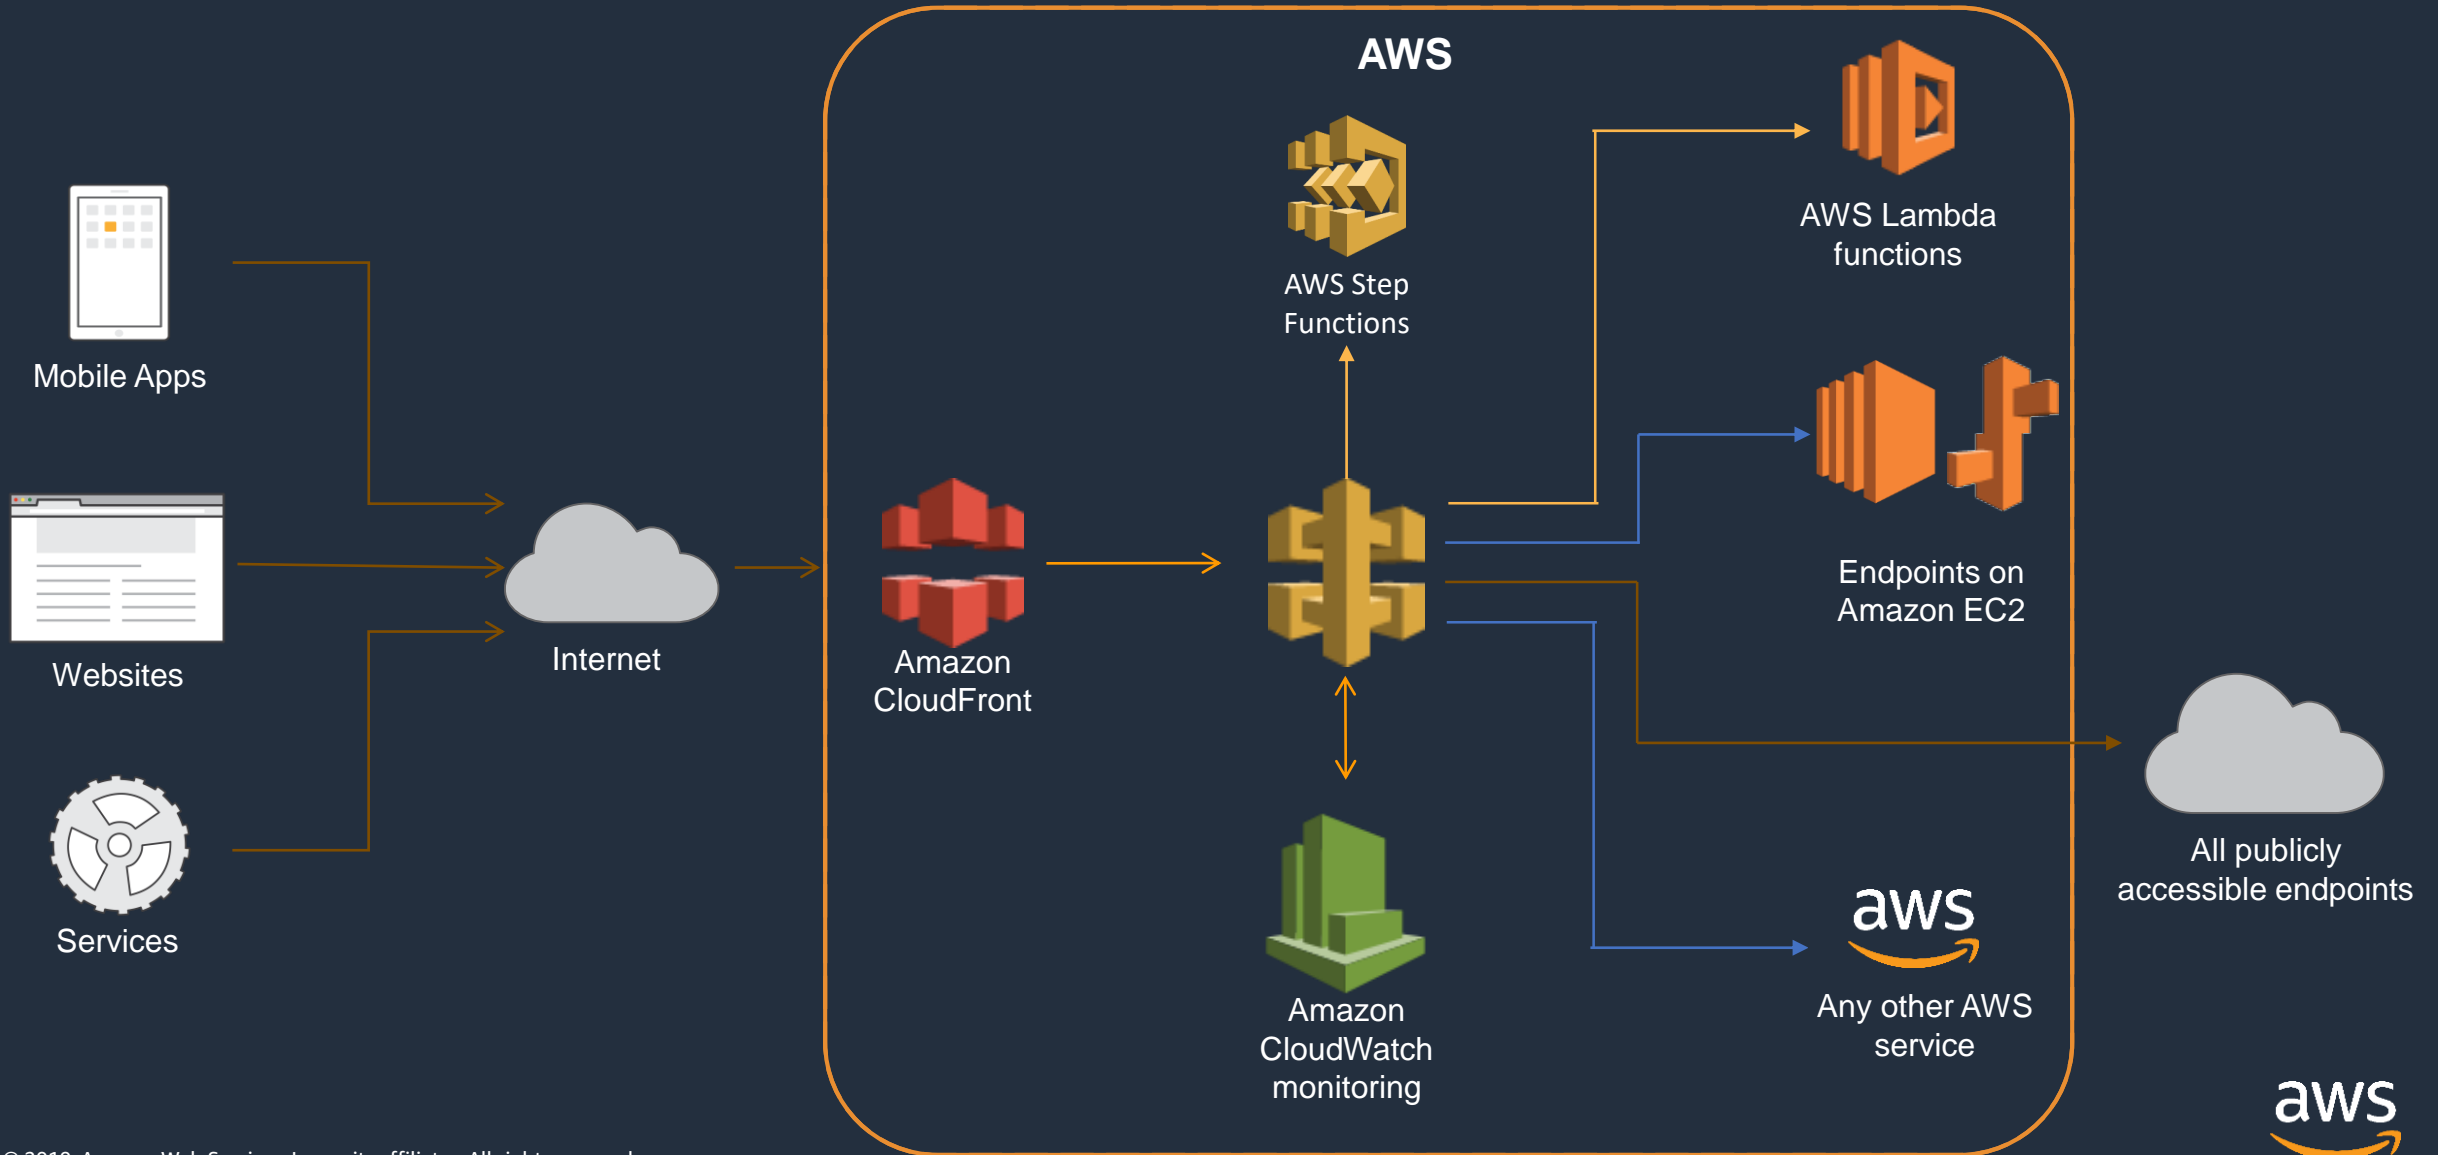 AWS
AWS Step
Functions
AWS Lambda
functions
Mobile Apps
Endpoints on
Amazon EC2
Websites
Internet
Amazon
CloudFront
All publicly
accessible endpoints
Services
aws
Any other AWS
service
Amazon
CloudWatch
monitoring
aws